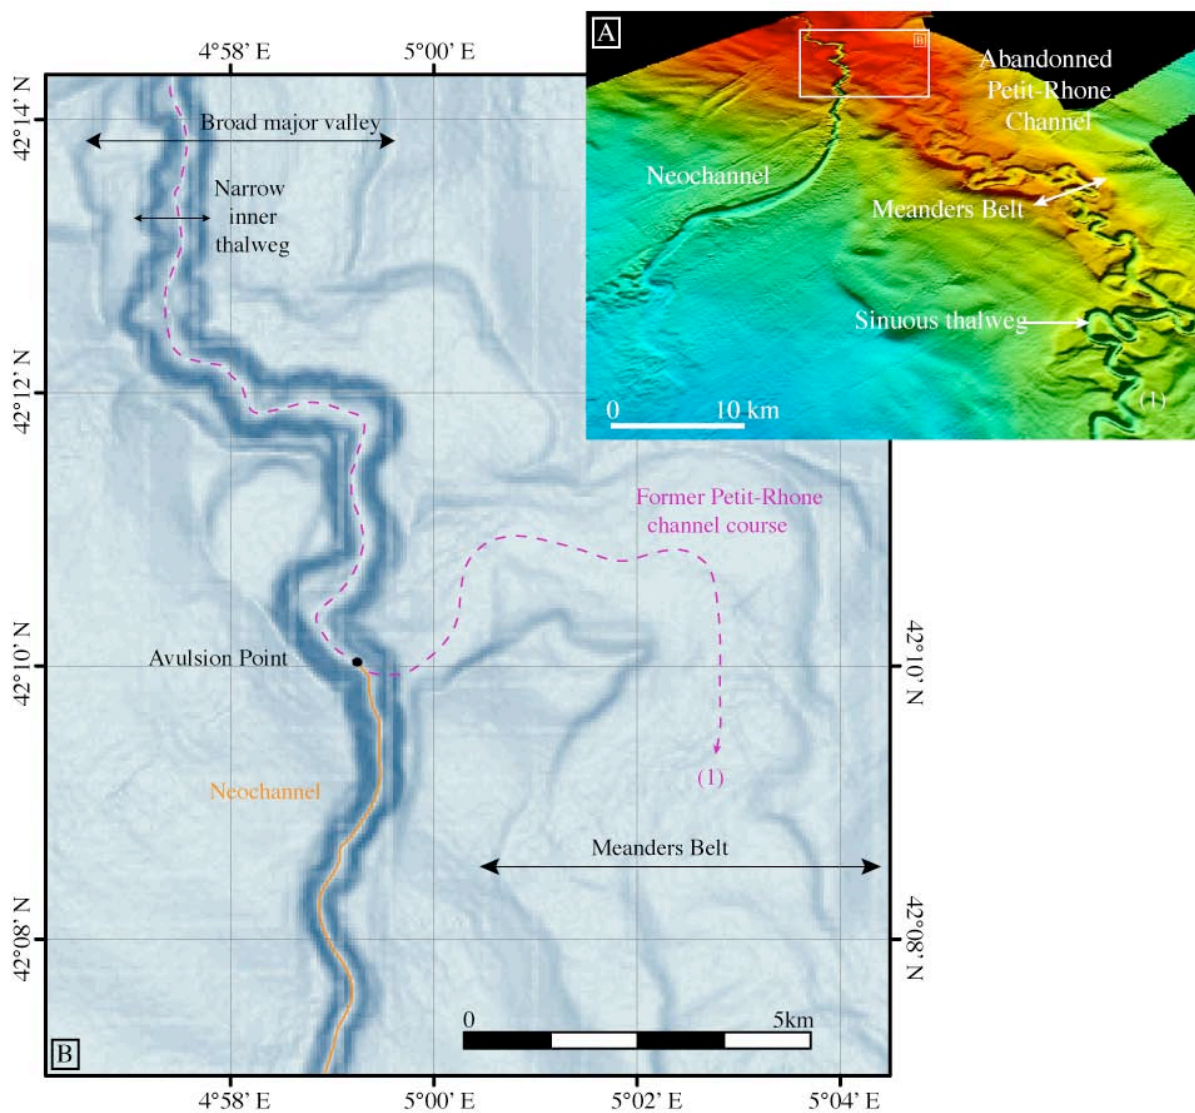 4°58' E
5°00' E
A
B
Abandonned
Petit-Rhone
Channel
Neochannel
Meanders Belt
Sinuous thalweg
(1)
0
10 km
42°14' N
Broad major valley
Narrow
inner
thalweg
42°12' N
Former Petit-Rhone
channel course
Avulsion Point
42°10' N
42°10' N
(1)
Neochannel
Meanders Belt
42°08' N
42°08' N
0
5km
B
4°58' E
5°00' E
5°02' E
5°04' E